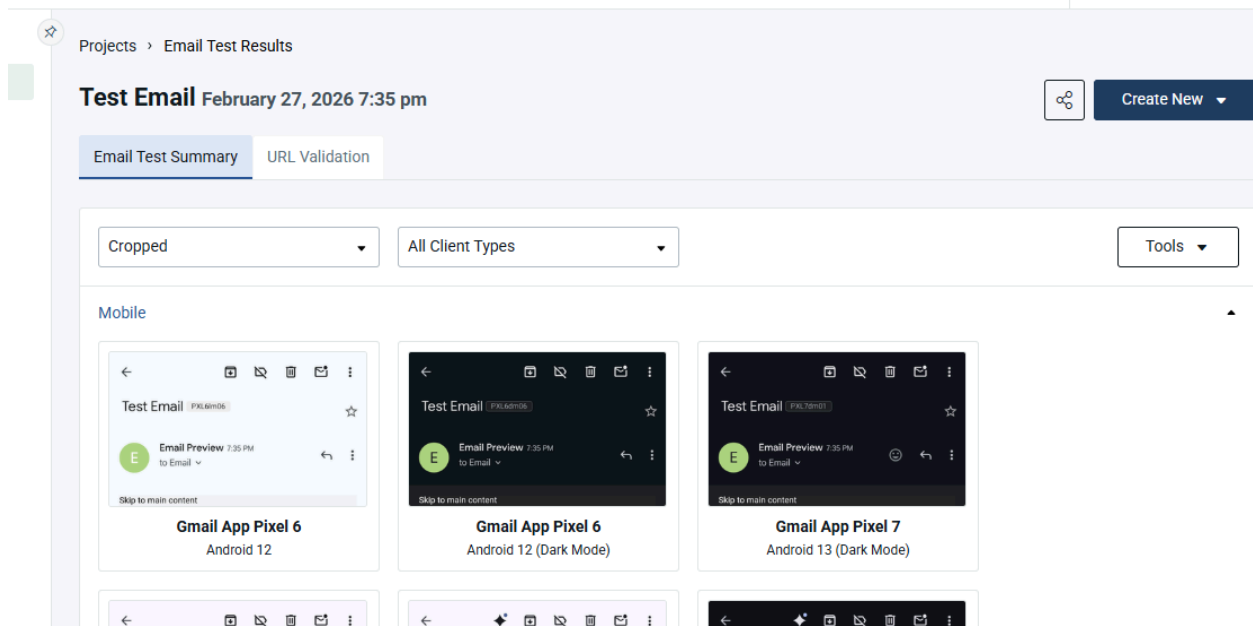 Projects › Email Test Results
Test Email February 27, 2026 7:35 pm
Create New
Email Test Summary
URL Validation
Cropped
All Client Types
Tools
Mobile
Test Email PXL6lm06
E
Email Preview 7:35 PM
to Email
Skip to main content
Gmail App Pixel 6
Android 12
Test Email PXL6dm06
E
Email Preview 7:35 PM
to Email
Skip to main content
Gmail App Pixel 6
Android 12 (Dark Mode)
Test Email PXL7dm01
E
Email Preview 7:35 PM
to Email
Skip to main content
Gmail App Pixel 7
Android 13 (Dark Mode)